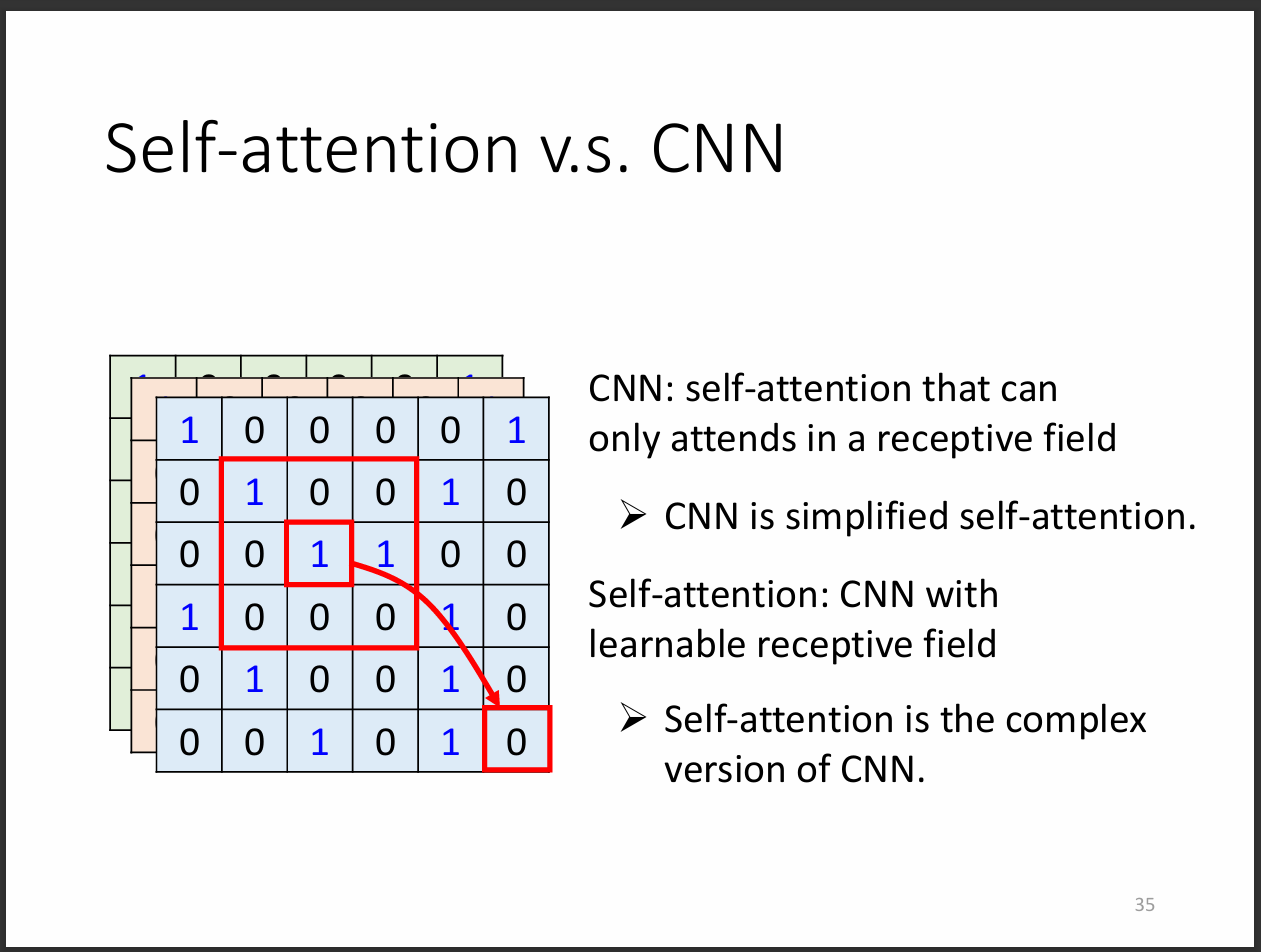 Self-attention v.s. CNN
1 0 0 0 0 1
0 1 0 0 1 0
0 0 1 1 0 0
1 0 0 0 1 0
0 1 0 0 1 0
0 0 1 0 1 0
CNN: self-attention that can
only attends in a receptive field
➢ CNN is simplified self-attention.
Self-attention: CNN with
learnable receptive field
➢ Self-attention is the complex
version of CNN.
35